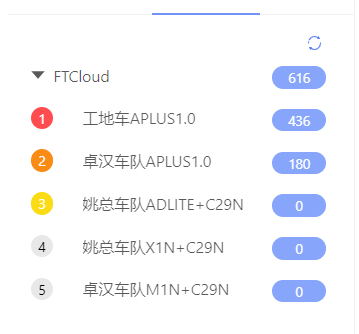 FTCloud 616
1 工地车APLUS1.0 436
2 卓汉车队APLUS1.0 180
3 姚总车队ADLITE+C29N 0
4 姚总车队X1N+C29N 0
5 卓汉车队M1N+C29N 0